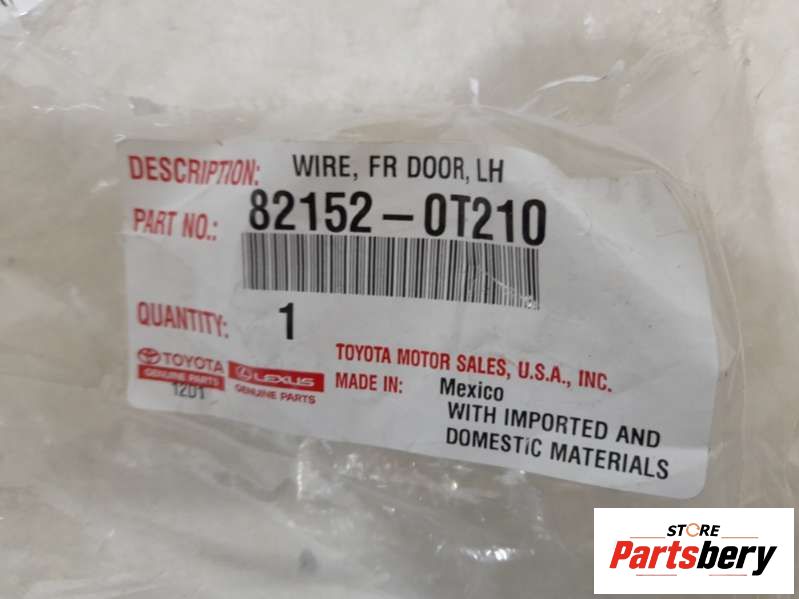 DESCRIPTION: WIRE, FR DOOR, LH
PART NO.: 82152-0T210
QUANTITY: 1
TOYOTA
GENUINE PARTS
1201
LEXUS
GENUINE PARTS
TOYOTA MOTOR SALES, U.S.A., INC.
MADE IN: Mexico
WITH IMPORTED AND
DOMESTIC MATERIALS
STORE
Partsbery